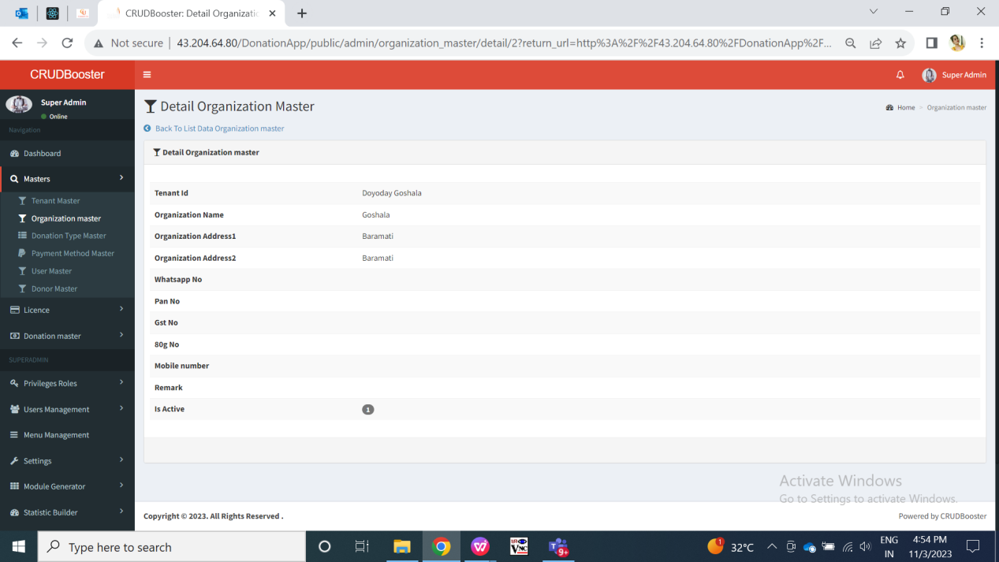 CRUDBooster: Detail Organizatio
Not secure | 43.204.64.80/DonationApp/public/admin/organization_master/detail/2?return_url=http%3A%2F%2F43.204.64.80%2FDonationApp%2F...
CRUDBooster
Super Admin
Super Admin
Online
Navigation
Dashboard
Masters
Tenant Master
Organization master
Donation Type Master
Payment Method Master
User Master
Donor Master
Licence
Donation master
SUPERADMIN
Privileges Roles
Users Management
Menu Management
Settings
Module Generator
Statistic Builder
Detail Organization Master
Home > Organization master
Back To List Data Organization master
Detail Organization master
Tenant Id Doyoday Goshala
Organization Name Goshala
Organization Address1 Baramati
Organization Address2 Baramati
Whatsapp No
Pan No
Gst No
80g No
Mobile number
Remark
Is Active 1
Activate Windows
Go to Settings to activate Windows.
Copyright © 2023. All Rights Reserved .
Powered by CRUDBooster
Type here to search
VNC
9+
1
32°C
ENG
IN
4:54 PM
11/3/2023